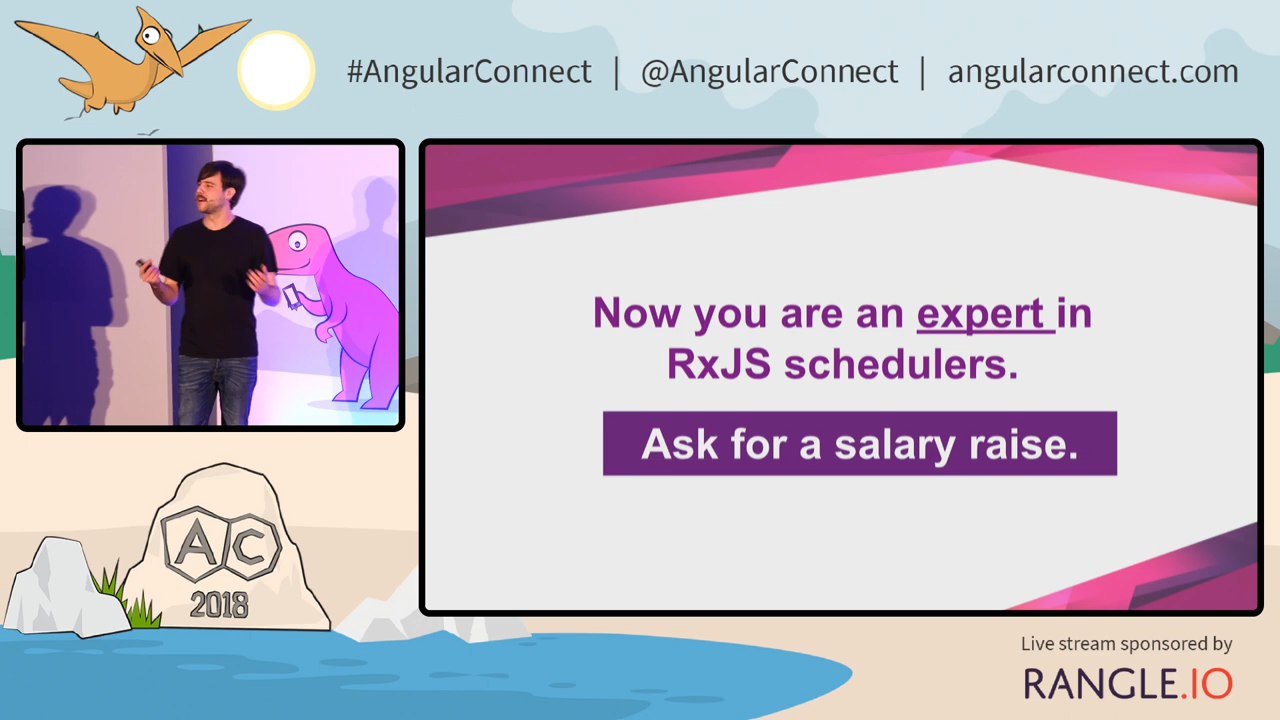 #AngularConnect | @AngularConnect | angularconnect.com
Now you are an expert in
RxJS schedulers.
Ask for a salary raise.
AC
2018
Live stream sponsored by
RANGLE.IO